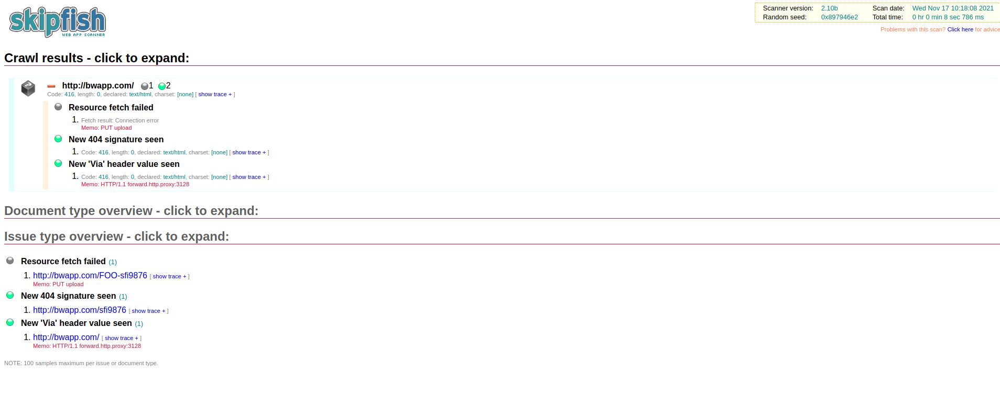 skipfish
WEB APP SCANNER
Scanner version: 2.10b Scan date: Wed Nov 17 10:18:08 2021
Random seed: 0x897946e2 Total time: 0 hr 0 min 8 sec 786 ms
Problems with this scan? Click here for advice
Crawl results - click to expand:
http://bwapp.com/ 1 2
Code: 416, length: 0, declared: text/html, charset: [none] [ show trace + ]
Resource fetch failed
1. Fetch result: Connection error
Memo: PUT upload
New 404 signature seen
1. Code: 416, length: 0, declared: text/html, charset: [none] [ show trace + ]
New 'Via' header value seen
1. Code: 416, length: 0, declared: text/html, charset: [none] [ show trace + ]
Memo: HTTP/1.1 forward.http.proxy:3128
Document type overview - click to expand:
Issue type overview - click to expand:
Resource fetch failed (1)
1. http://bwapp.com/FOO-sfi9876 [ show trace + ]
Memo: PUT upload
New 404 signature seen (1)
1. http://bwapp.com/sfi9876 [ show trace + ]
New 'Via' header value seen (1)
1. http://bwapp.com/ [ show trace + ]
Memo: HTTP/1.1 forward.http.proxy:3128
NOTE: 100 samples maximum per issue or document type.